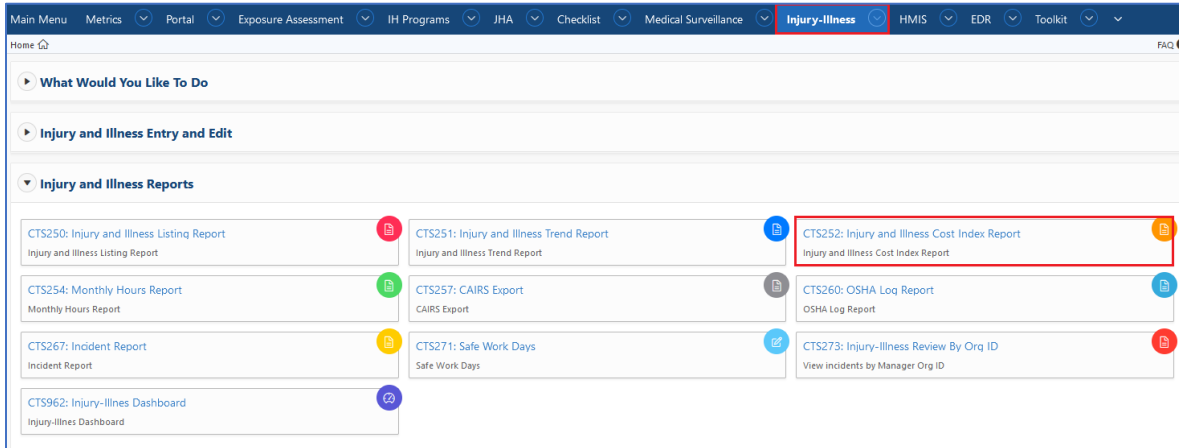 Main Menu Metrics Portal Exposure Assessment IH Programs JHA Checklist Medical Surveillance Injury-Illness HMIS EDR Toolkit
Home FAQ
What Would You Like To Do
Injury and Illness Entry and Edit
Injury and Illness Reports
CTS250: Injury and Illness Listing Report
Injury and Illness Listing Report
CTS251: Injury and Illness Trend Report
Injury and Illness Trend Report
CTS252: Injury and Illness Cost Index Report
Injury and Illness Cost Index Report
CTS254: Monthly Hours Report
Monthly Hours Report
CTS257: CAIRS Export
CAIRS Export
CTS260: OSHA Log Report
OSHA Log Report
CTS267: Incident Report
Incident Report
CTS271: Safe Work Days
Safe Work Days
CTS273: Injury-Illness Review By Org ID
View incidents by Manager Org ID
CTS962: Injury-Illnes Dashboard
Injury-Illnes Dashboard